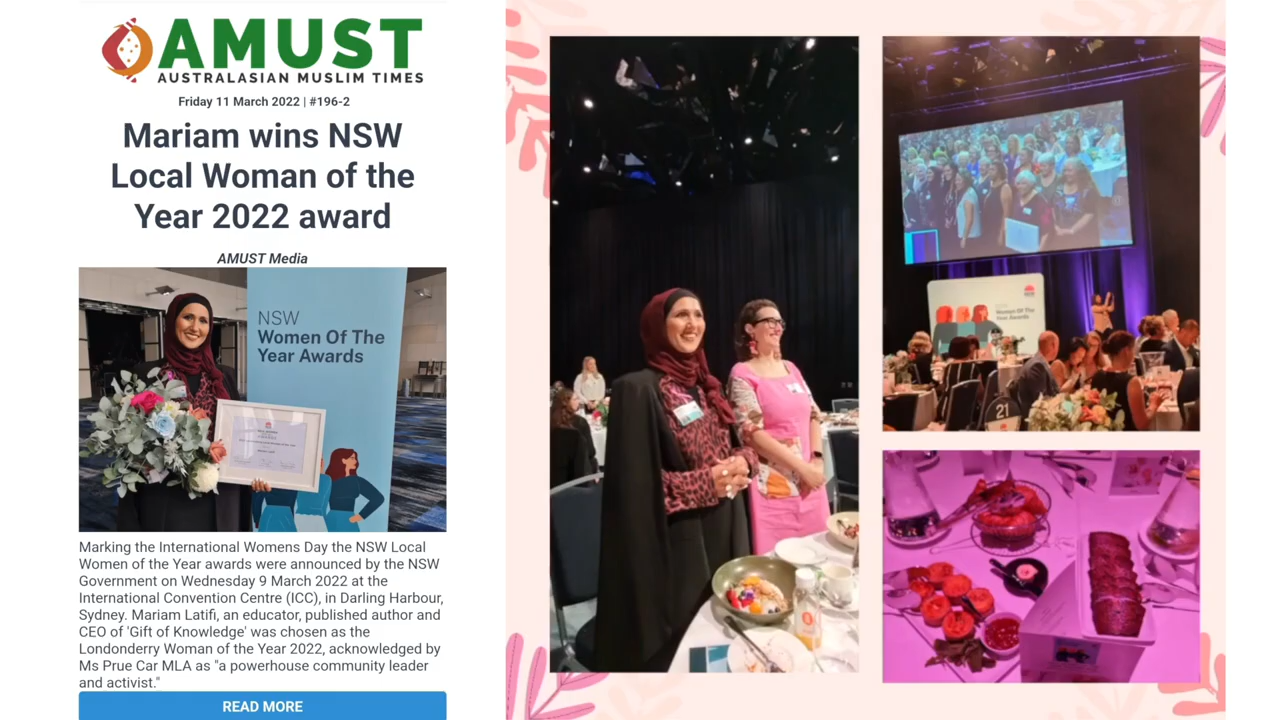 AMUST
AUSTRALASIAN MUSLIM TIMES
Friday 11 March 2022 | #196-2
Mariam wins NSW
Local Woman of the
Year 2022 award
AMUST Media
NSW
Women Of The
Year Awards
Marking the International Womens Day the NSW Local
Women of the Year awards were announced by the NSW
Government on Wednesday 9 March 2022 at the
International Convention Centre (ICC), in Darling Harbour,
Sydney. Mariam Latifi, an educator, published author and
CEO of 'Gift of Knowledge' was chosen as the
Londonderry Woman of the Year 2022, acknowledged by
Ms Prue Car MLA as "a powerhouse community leader
and activist."
READ MORE
Women Of The
Year Awards
21